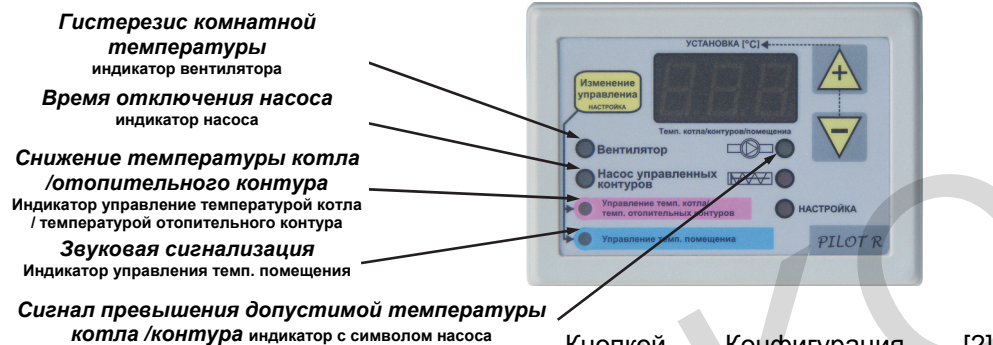 Гистерезис комнатной
температуры
индикатор вентилятора
Время отключения насоса
индикатор насоса
Снижение температуры котла
/отопительного контура
Индикатор управление температурой котла
/ температурой отопительного контура
Звуковая сигнализация
Индикатор управления темп. помещения
Сигнал превышения допустимой температуры
котла /контура индикатор с символом насоса
УСТАНОВКА [°C]
Изменение
управления
НАСТРОЙКА
Темп. котла/контуров/помещенна
Вентилятор
Насос управленных
контуров
Управление темп. котла/
темп. отопительных контуров
НАСТРОЙКА
Управление темп. помещения
PILOT R
Кнопкой Конфигурация [2]